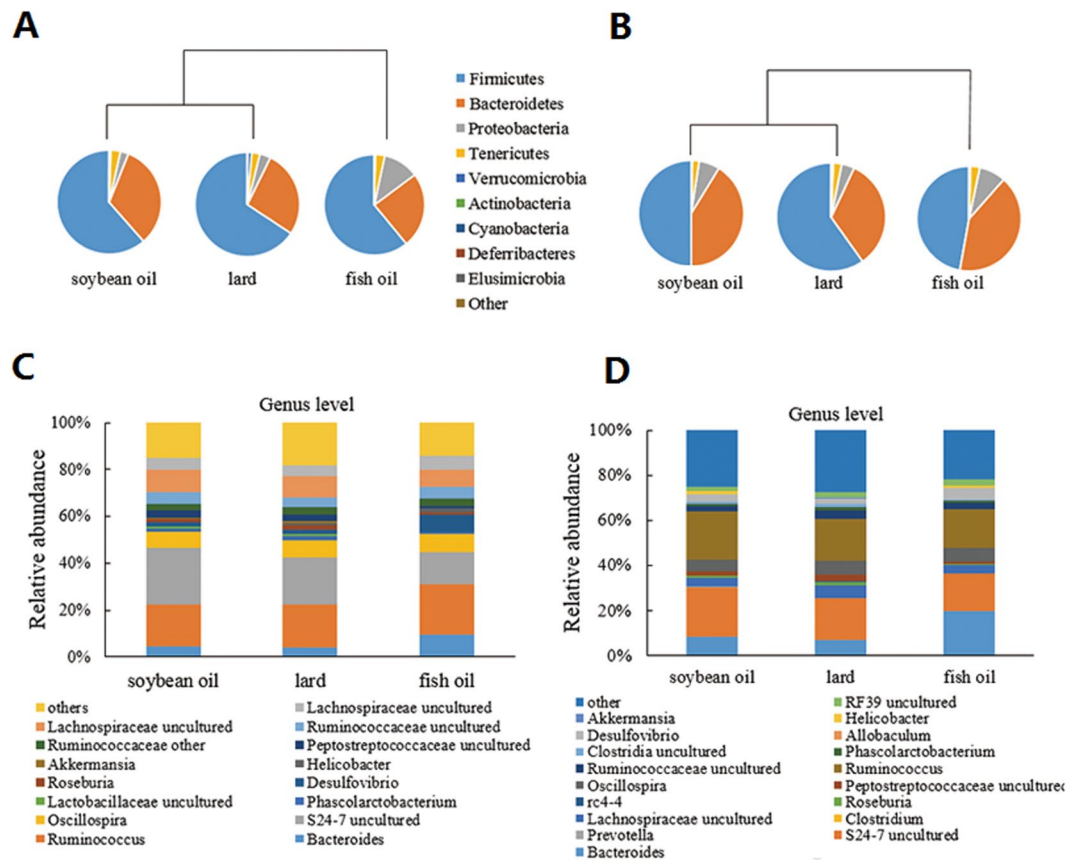 A
B
Firmicutes
Bacteroidetes
Proteobacteria
Tenericutes
Verrucomicrobia
Actinobacteria
Cyanobacteria
Deferribacteres
Elusimicrobia
Other
soybean oil lard fish oil
soybean oil lard fish oil
C
Genus level
Relative abundance
100%
80%
60%
40%
20%
0%
soybean oil lard fish oil
others Lachnospiraceae uncultured
Lachnospiraceae uncultured Ruminococcaceae uncultured
Ruminococcaceae other Peptostreptococcaceae uncultured
Akkermansia Helicobacter
Roseburia Desulfovibrio
Lactobacillaceae uncultured Phascolarctobacterium
Oscillospira S24-7 uncultured
Ruminococcus Bacteroides
D
Genus level
Relative abundance
100%
80%
60%
40%
20%
0%
soybean oil lard fish oil
other RF39 uncultured
Akkermansia Helicobacter
Desulfovibrio Allobaculum
Clostridia uncultured Phascolarctobacterium
Ruminococcaceae uncultured Ruminococcus
Oscillospira Peptostreptococcaceae uncultured
rc4-4 Roseburia
Lachnospiraceae uncultured Clostridium
Prevotella S24-7 uncultured
Bacteroides